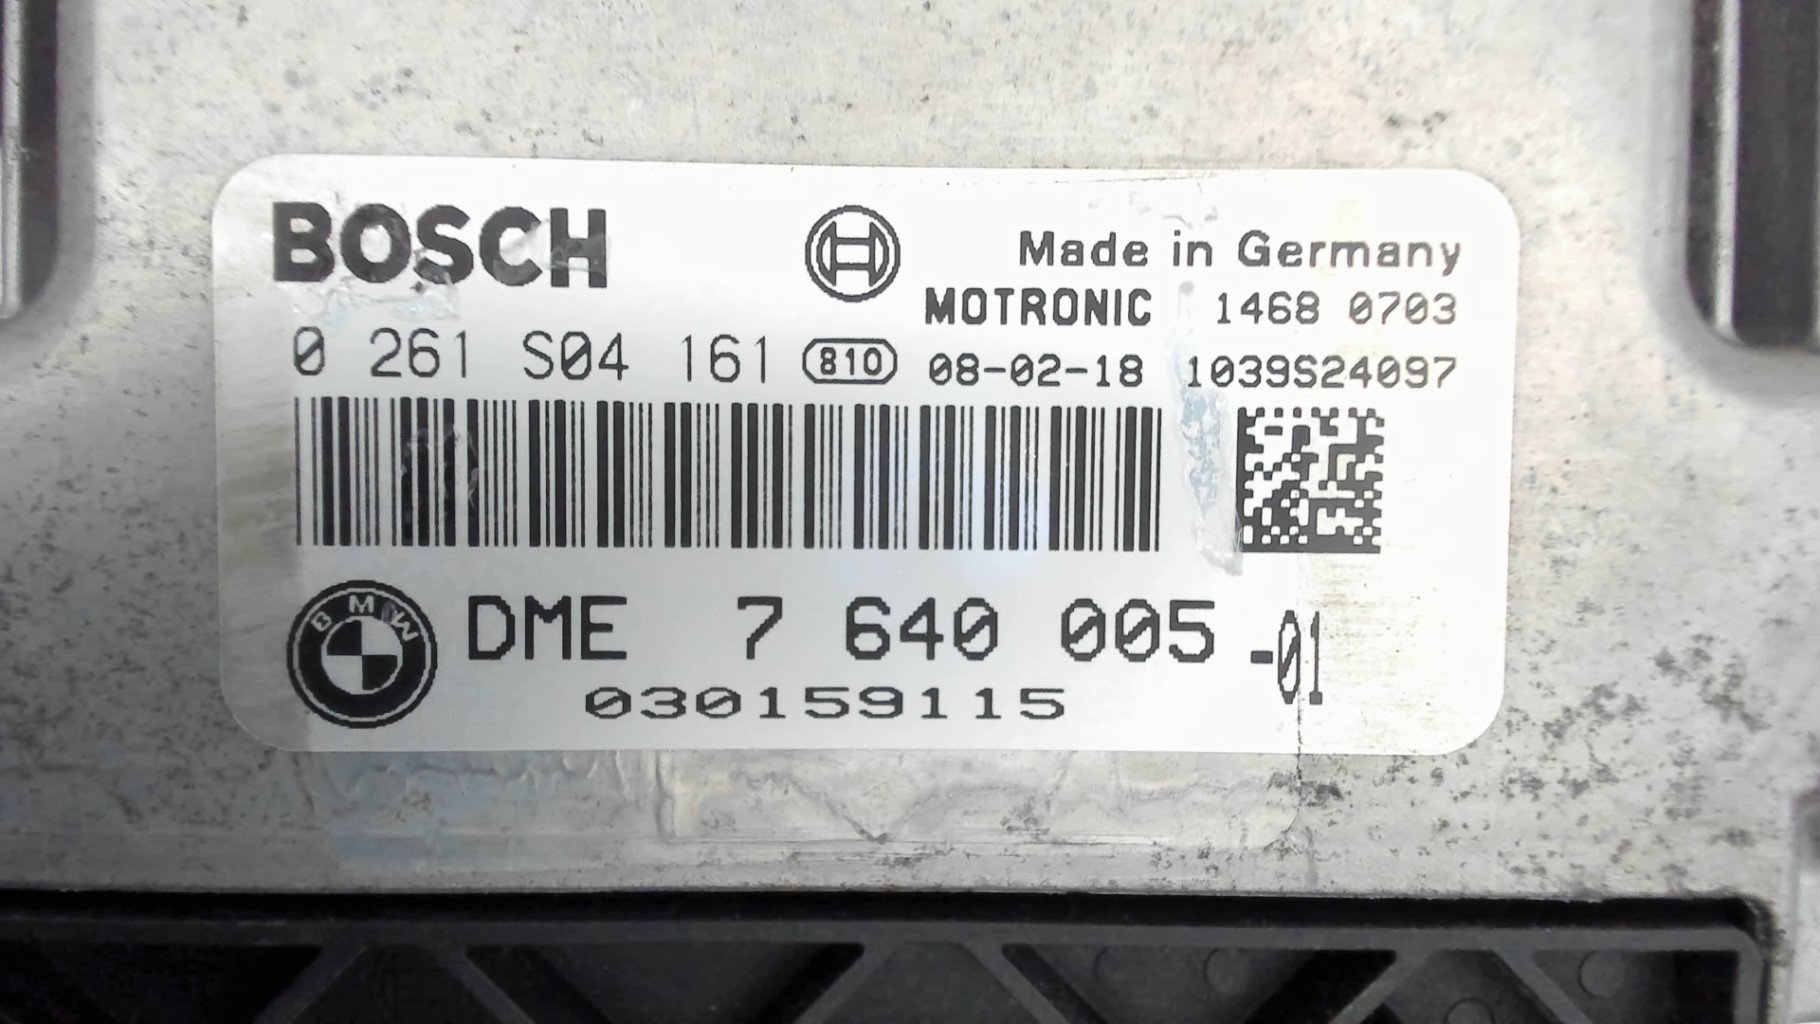 BOSCH
Made in Germany
MOTRONIC 1468 0703
0 261 S04 161 810 08-02-18 1039S24097
BMW
DME 7 640 005 -01
030159115